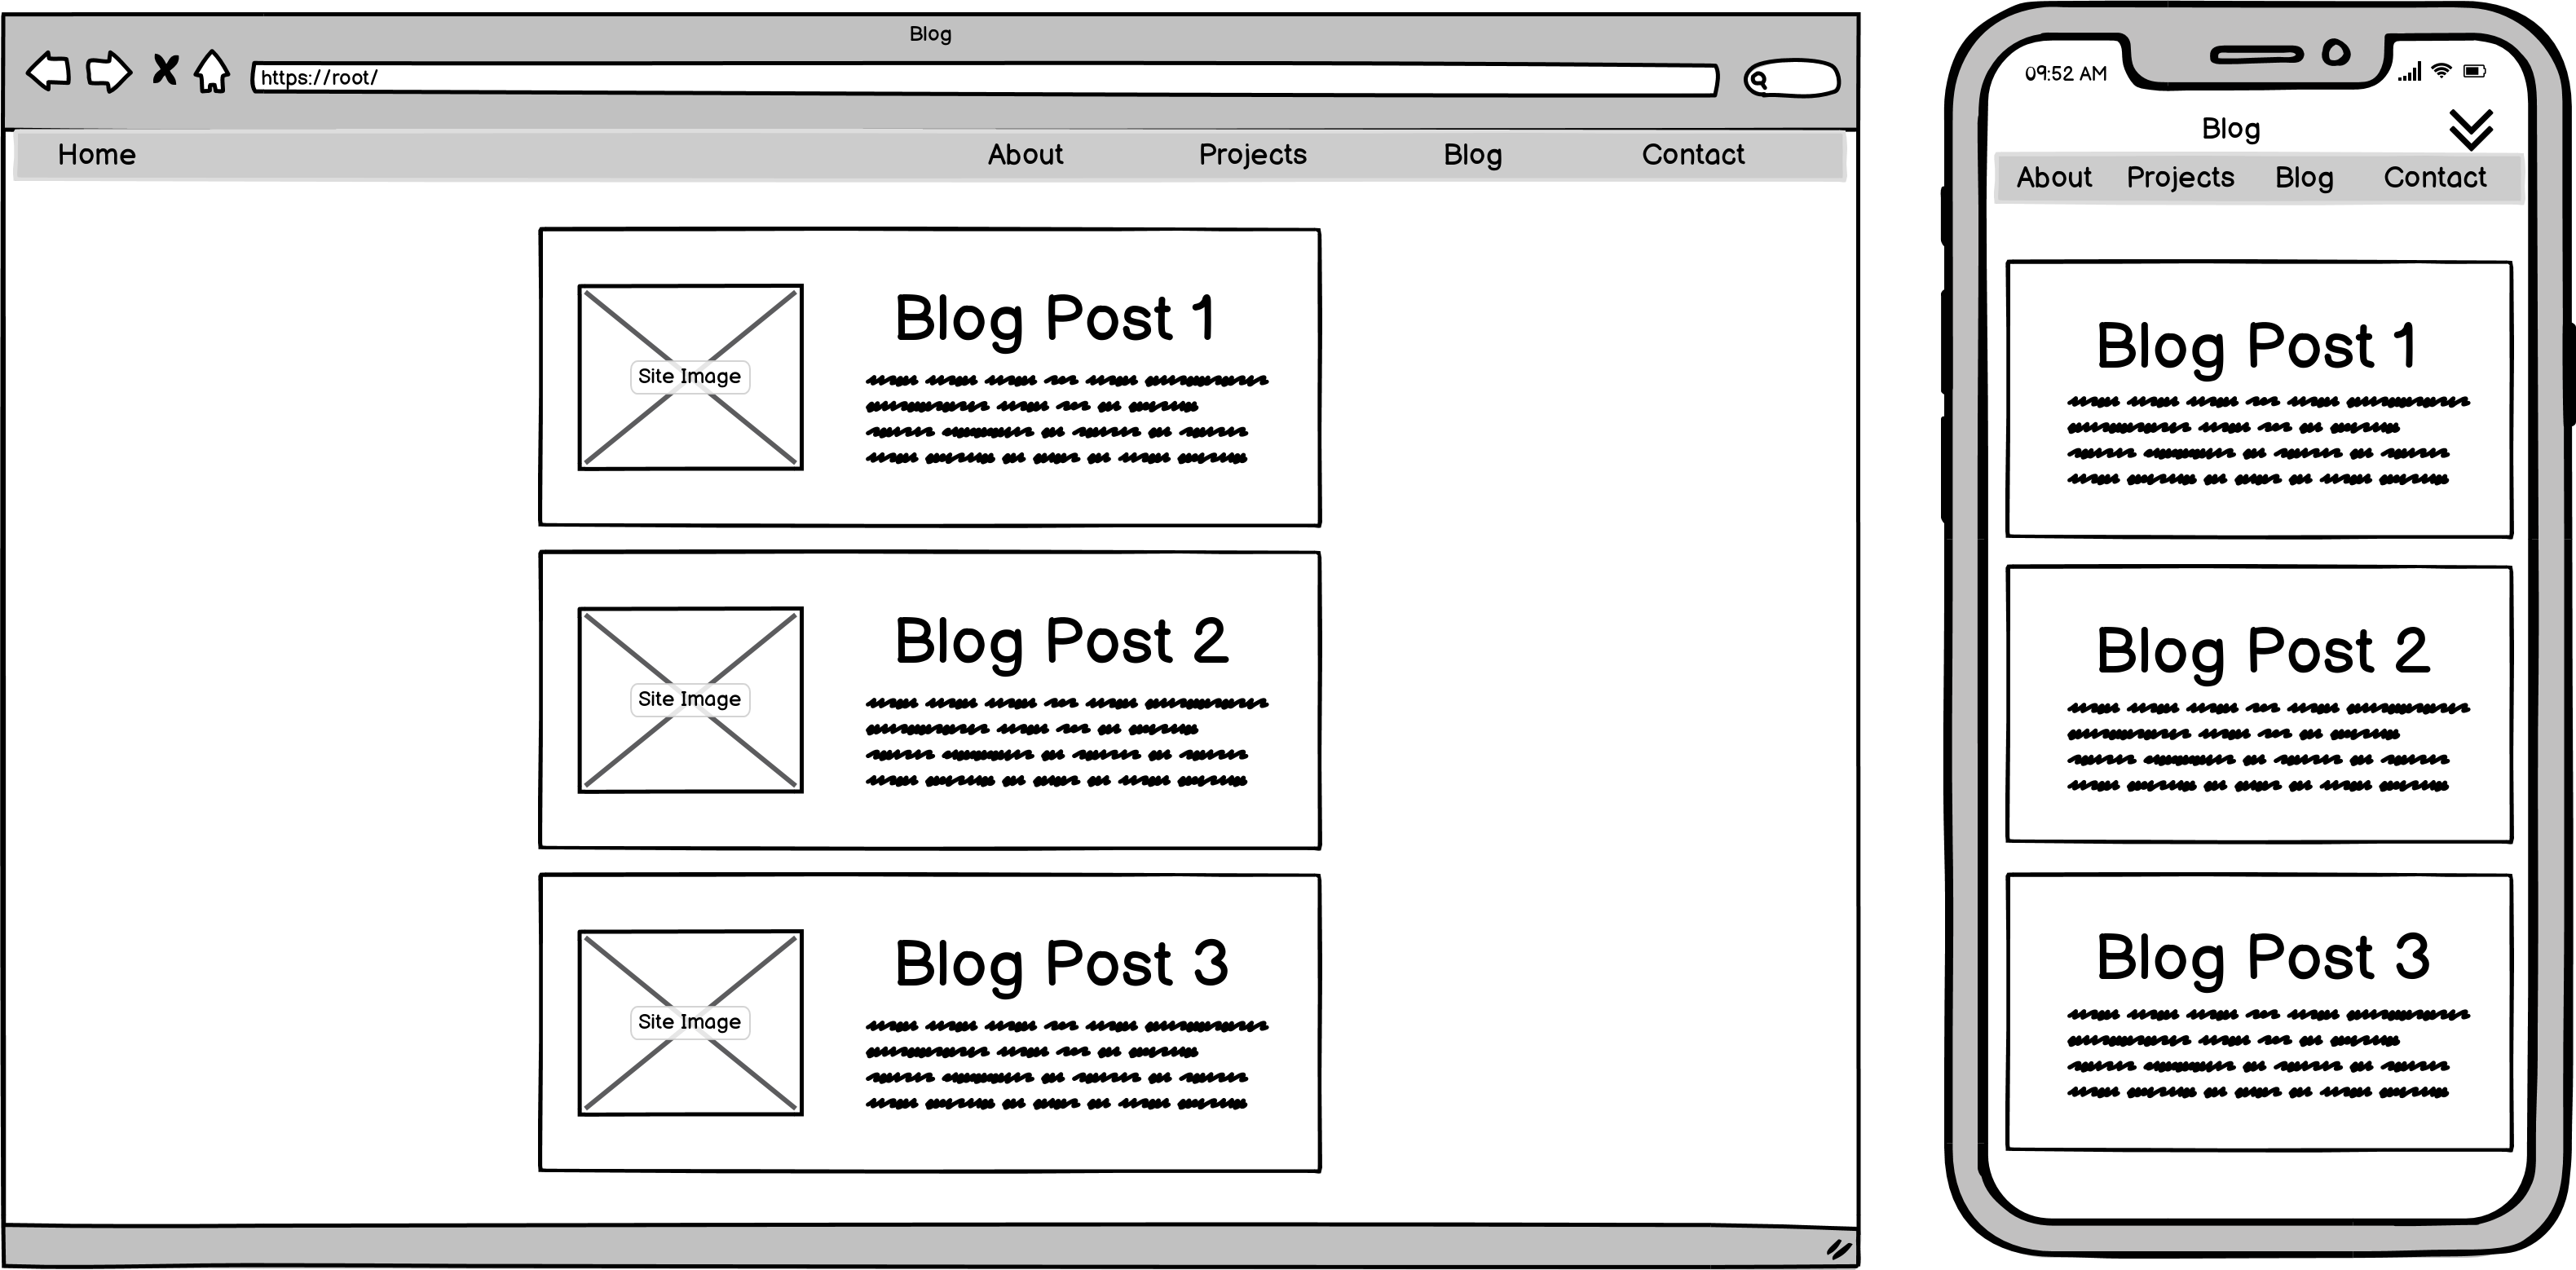 Blog
https://root/
Home About Projects Blog Contact
Site Image
Blog Post 1
Site Image
Blog Post 2
Site Image
Blog Post 3
09:52 AM
Blog
About Projects Blog Contact
Blog Post 1
Blog Post 2
Blog Post 3